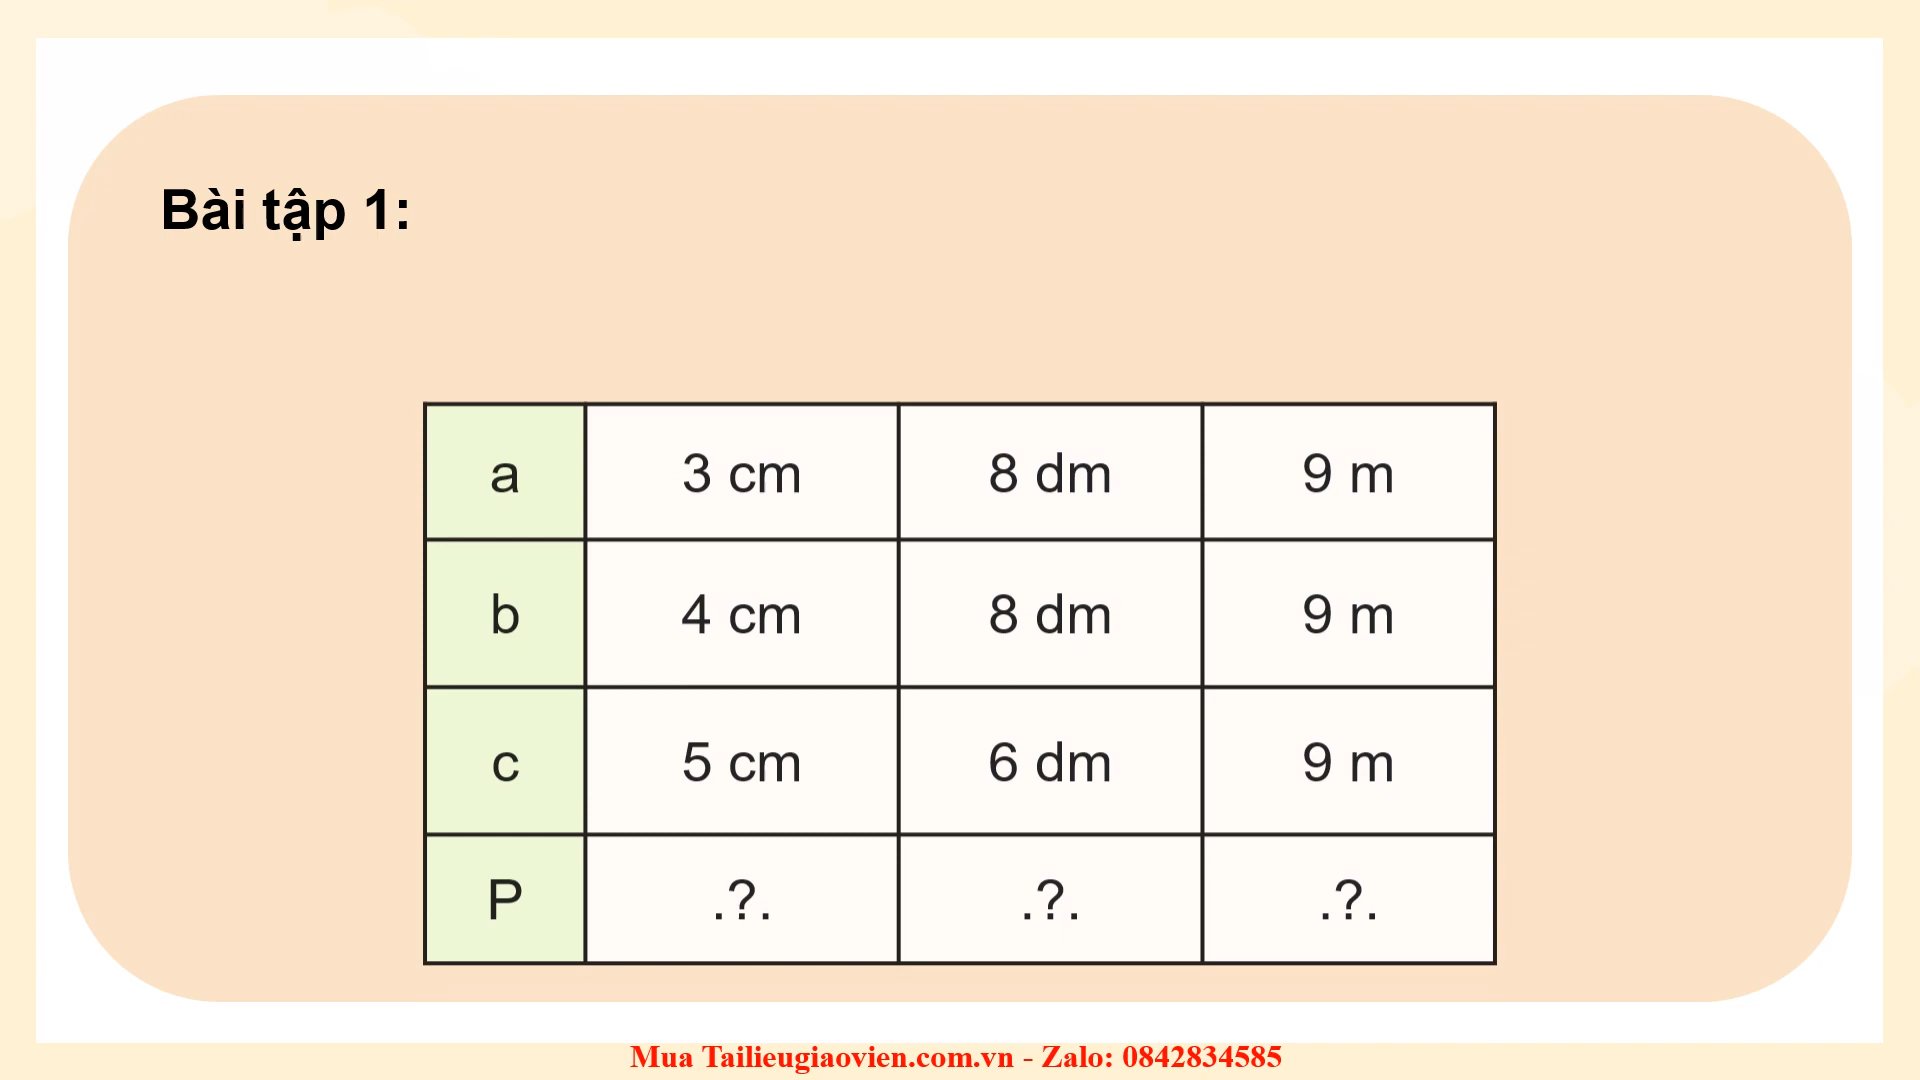 Bài tập 1:
a 3 cm 8 dm 9 m
b 4 cm 8 dm 9 m
c 5 cm 6 dm 9 m
P .?. .?. .?.
Mua Tailieugiaovien.com.vn - Zalo: 0842834585